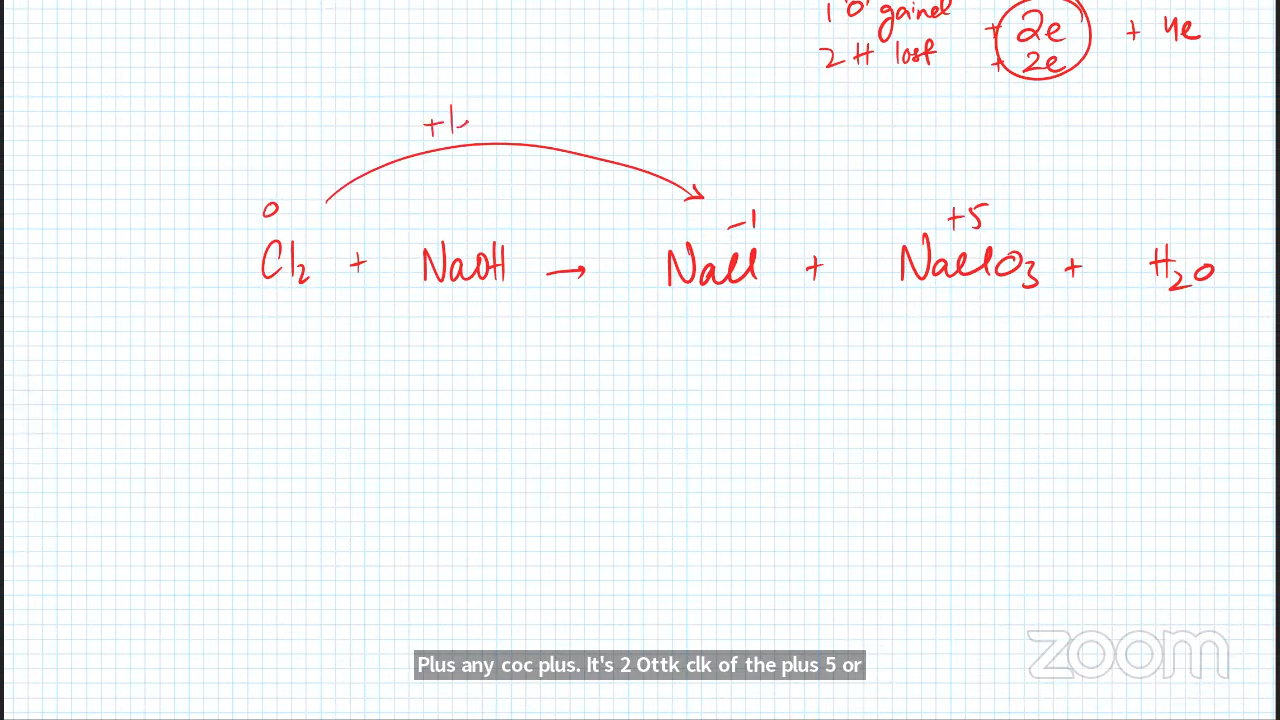 1 'O' gained + 2e + 4e
2 H lost + 2e
+1
0 -1 +5
Cl₂ + NaOH → NaCl + NaClO₃ + H₂O
Plus any coc plus. It's 2 Ottk clk of the plus 5 or
zoom